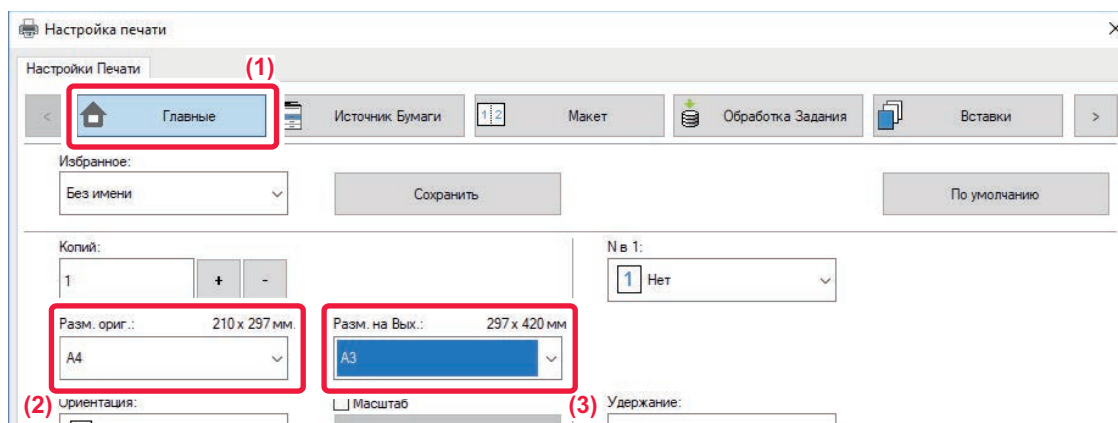 Настройка печати
Настройки Печати
(1)
< Главные Источник Бумаги 1 2 Макет Обработка Задания Вставки >
Избранное:
Без имени Сохранить По умолчанию
Копий: N в 1:
1 + - 1 Нет
Разм. ориг.: 210 x 297 мм. Разм. на Вых.: 297 x 420 мм
A4 A3
(2) Ориентация: Масштаб (3) Удержание: